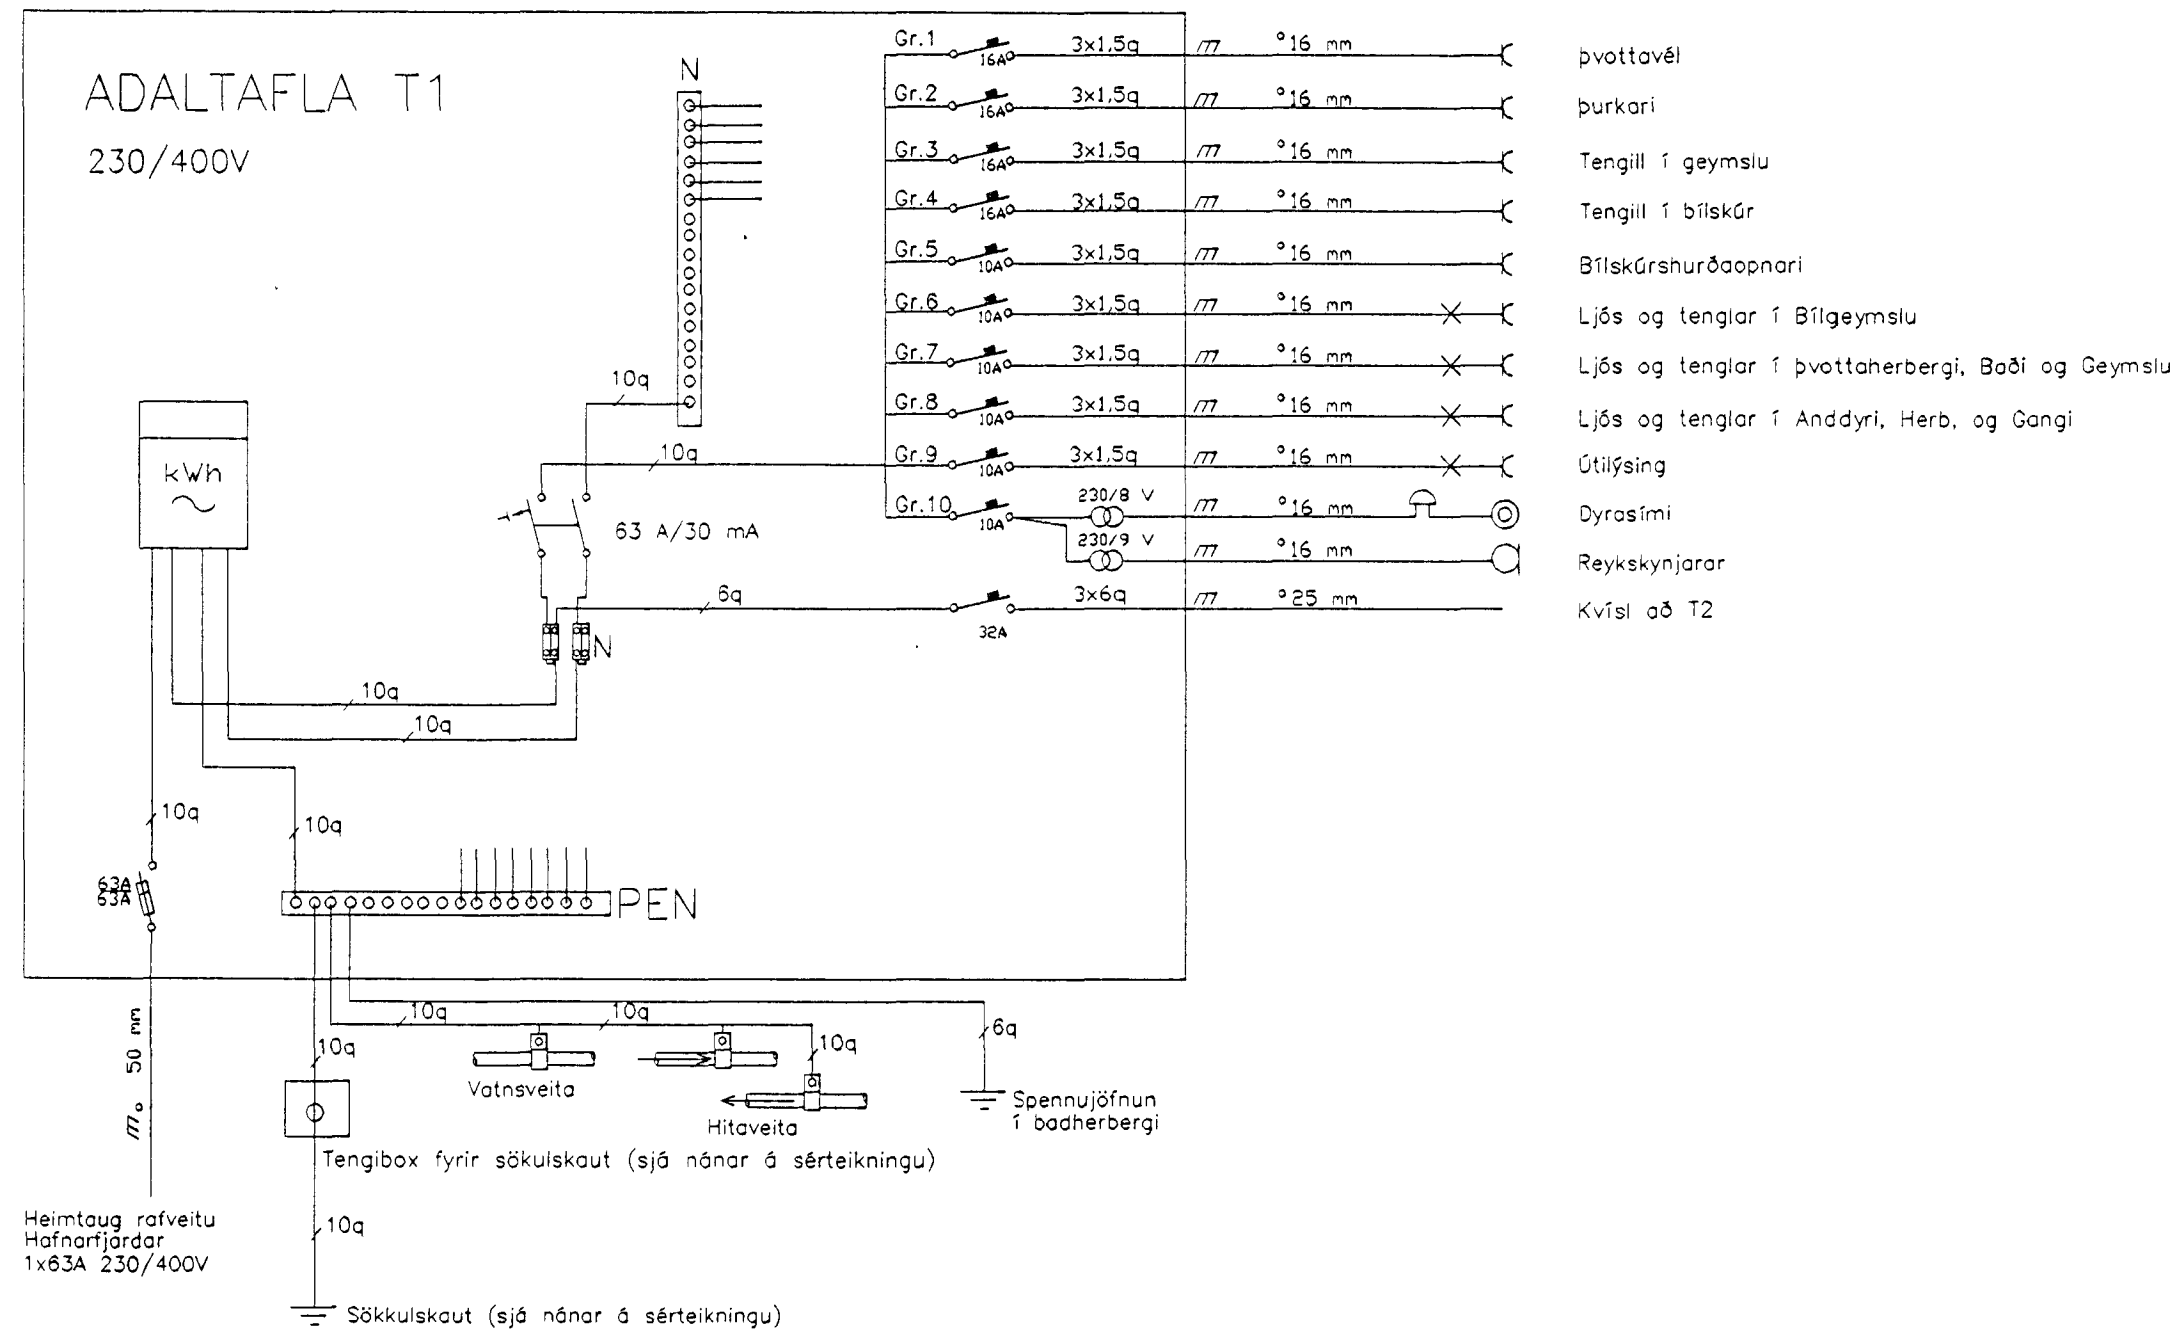 ADALTAFLA T1
230/400V
N
Gr.1 16A 3x1,5q °16 mm þvottavél
Gr.2 16A 3x1,5q °16 mm þurkari
Gr.3 16A 3x1,5q °16 mm Tengill í geymslu
Gr.4 16A 3x1,5q °16 mm Tengill í bílskúr
Gr.5 10A 3x1,5q °16 mm Bílskúrshurðaopnari
Gr.6 10A 3x1,5q °16 mm Ljós og tenglar í Bílgeymslu
Gr.7 10A 3x1,5q °16 mm Ljós og tenglar í þvottaherbergi, Baði og Geymslu
Gr.8 10A 3x1,5q °16 mm Ljós og tenglar í Anddyri, Herb, og Gangi
Gr.9 10A 3x1,5q °16 mm Útilýsing
Gr.10 10A 230/8 V °16 mm Dyrasími
230/9 V °16 mm Reykskynjarar
6q 32A 3x6q °25 mm Kvísl að T2
10q
10q
kWh
63 A/30 mA
N
10q
10q
10q
10q
63A
63A
PEN
50 mm
10q
10q
10q
10q
6q
Vatnsveita
Hitaveita
Spennujöfnun
í badherbergi
Tengibox fyrir sökulskaut (sjá nánar á sérteikningu)
Heimtaug rafveitu
Hafnarfjardar
1x63A 230/400V
10q
Sökkulskaut (sjá nánar á sérteikningu)